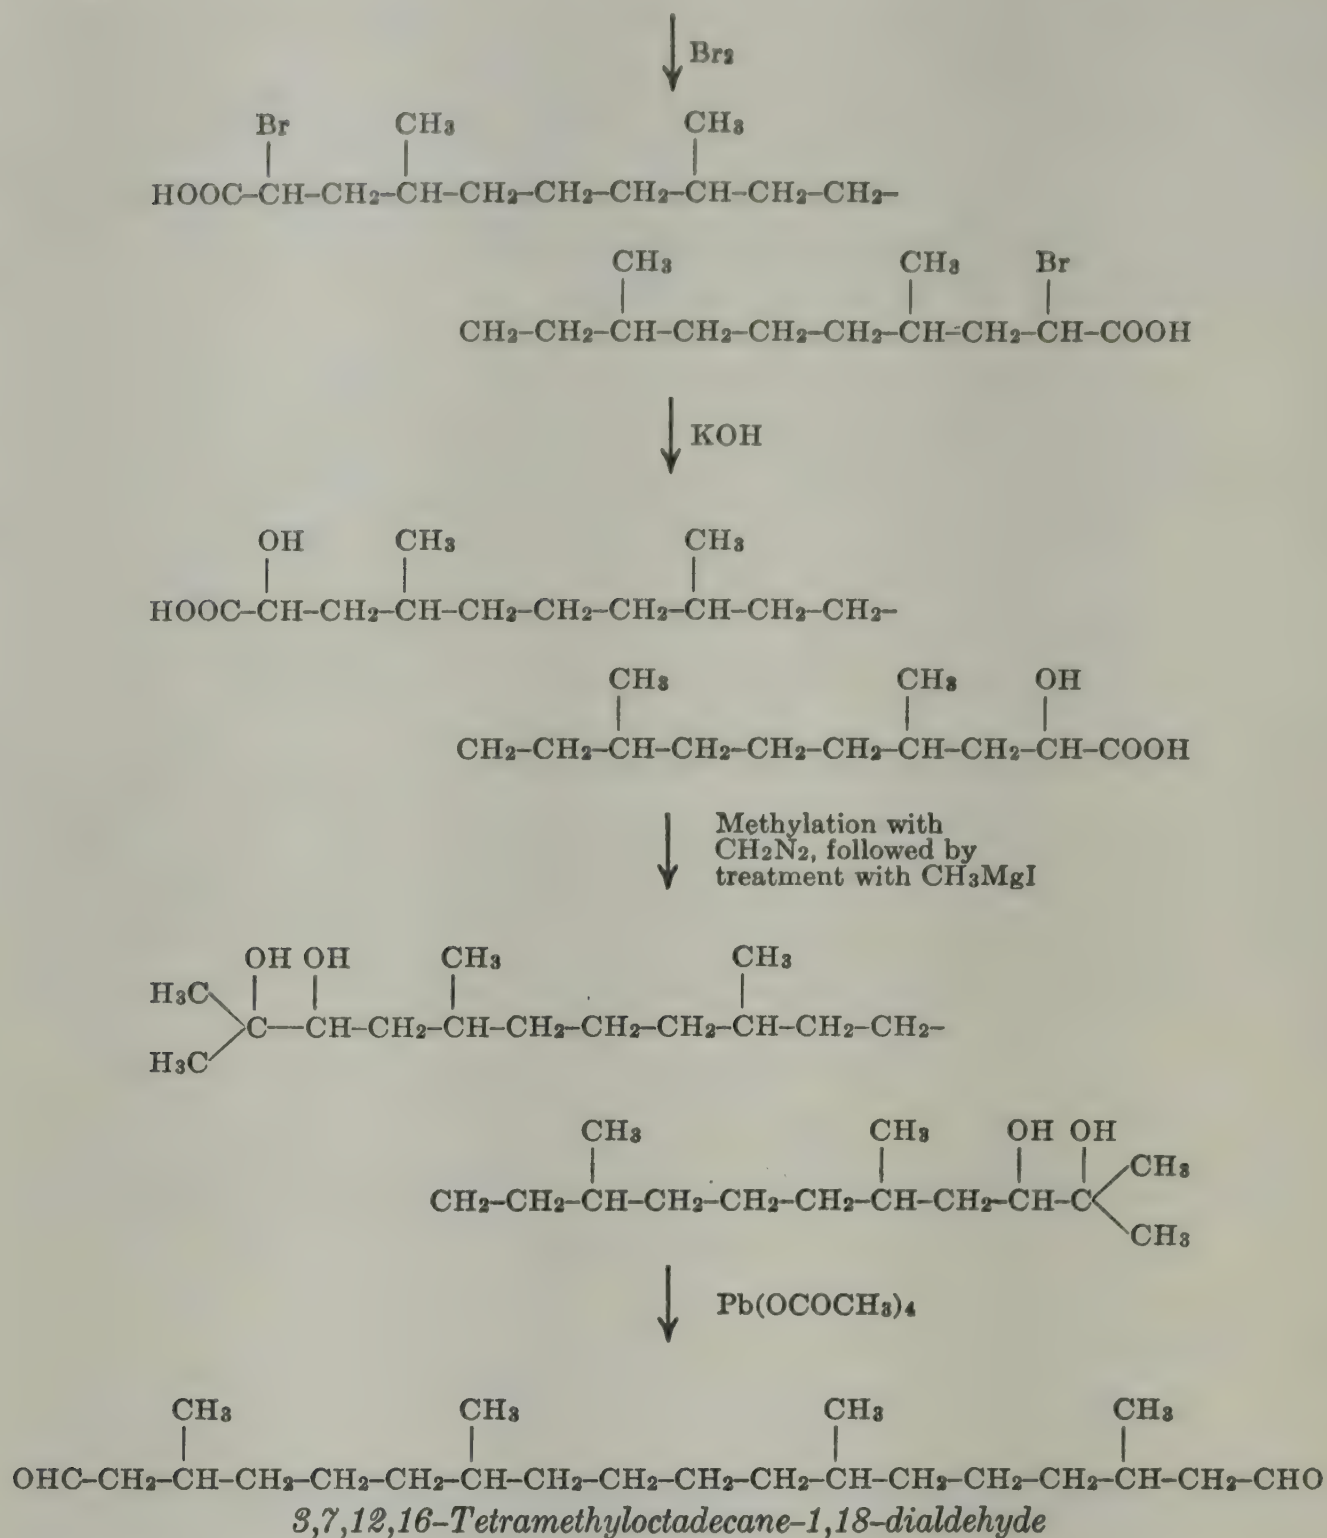 Br₂
Br CH₃ CH₃
HOOC-CH-CH₂-CH-CH₂-CH₂-CH₂-CH-CH₂-CH₂-
CH₃ CH₃ Br
CH₂-CH₂-CH-CH₂-CH₂-CH₂-CH-CH₂-CH-COOH
KOH
OH CH₃ CH₃
HOOC-CH-CH₂-CH-CH₂-CH₂-CH₂-CH-CH₂-CH₂-
CH₃ CH₃ OH
CH₂-CH₂-CH-CH₂-CH₂-CH₂-CH-CH₂-CH-COOH
Methylation with
CH₂N₂, followed by
treatment with CH₃MgI
OH OH CH₃ CH₃
H₃C
C—CH-CH₂-CH-CH₂-CH₂-CH₂-CH-CH₂-CH₂-
H₃C
CH₃ CH₃ OH OH
CH₃
CH₂-CH₂-CH-CH₂-CH₂-CH₂-CH-CH₂-CH-C
CH₃
Pb(OCOCH₃)₄
CH₃ CH₃ CH₃ CH₃
OHC-CH₂-CH-CH₂-CH₂-CH₂-CH-CH₂-CH₂-CH₂-CH₂-CH-CH₂-CH₂-CH₂-CH-CH₂-CHO
3,7,12,16-Tetramethyloctadecane-1,18-dialdehyde